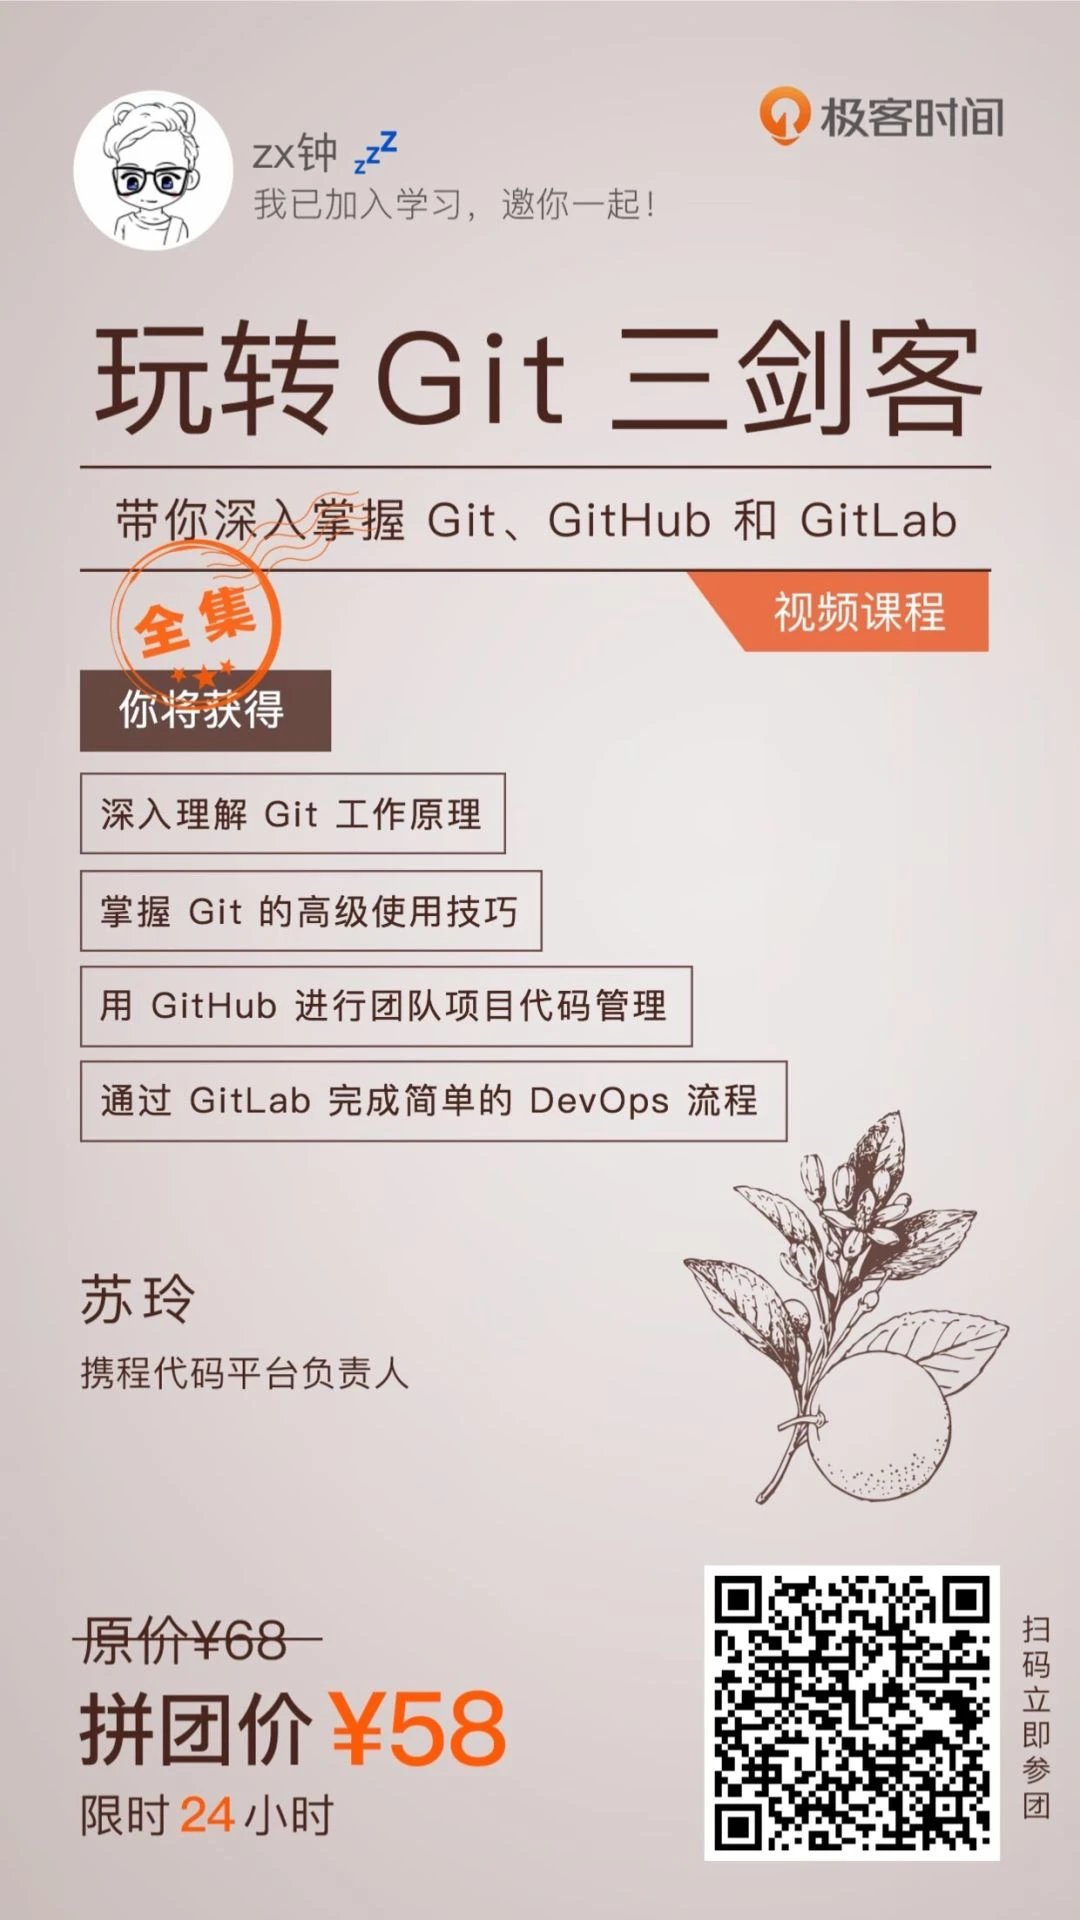 极客时间
zx钟 💤
我已加入学习，邀你一起！
玩转 Git 三剑客
带你深入掌握 Git、GitHub 和 GitLab
全集
视频课程
你将获得
深入理解 Git 工作原理
掌握 Git 的高级使用技巧
用 GitHub 进行团队项目代码管理
通过 GitLab 完成简单的 DevOps 流程
苏玲
携程代码平台负责人
原价¥68
拼团价¥58
限时24小时
扫码立即参团